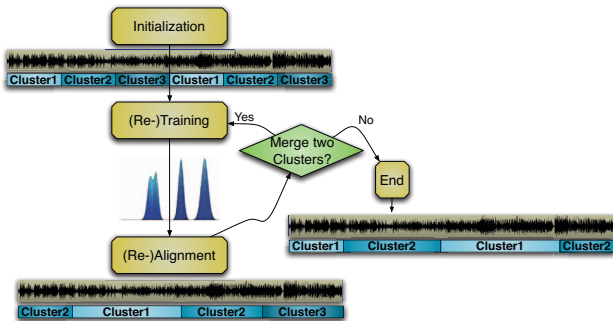 Initialization
Cluster1 Cluster2 Cluster3 Cluster1 Cluster2 Cluster3
(Re-)Training
Yes
No
Merge two
Clusters?
End
Cluster1 Cluster2 Cluster1 Cluster2
(Re-)Alignment
Cluster2 Cluster1 Cluster2 Cluster3